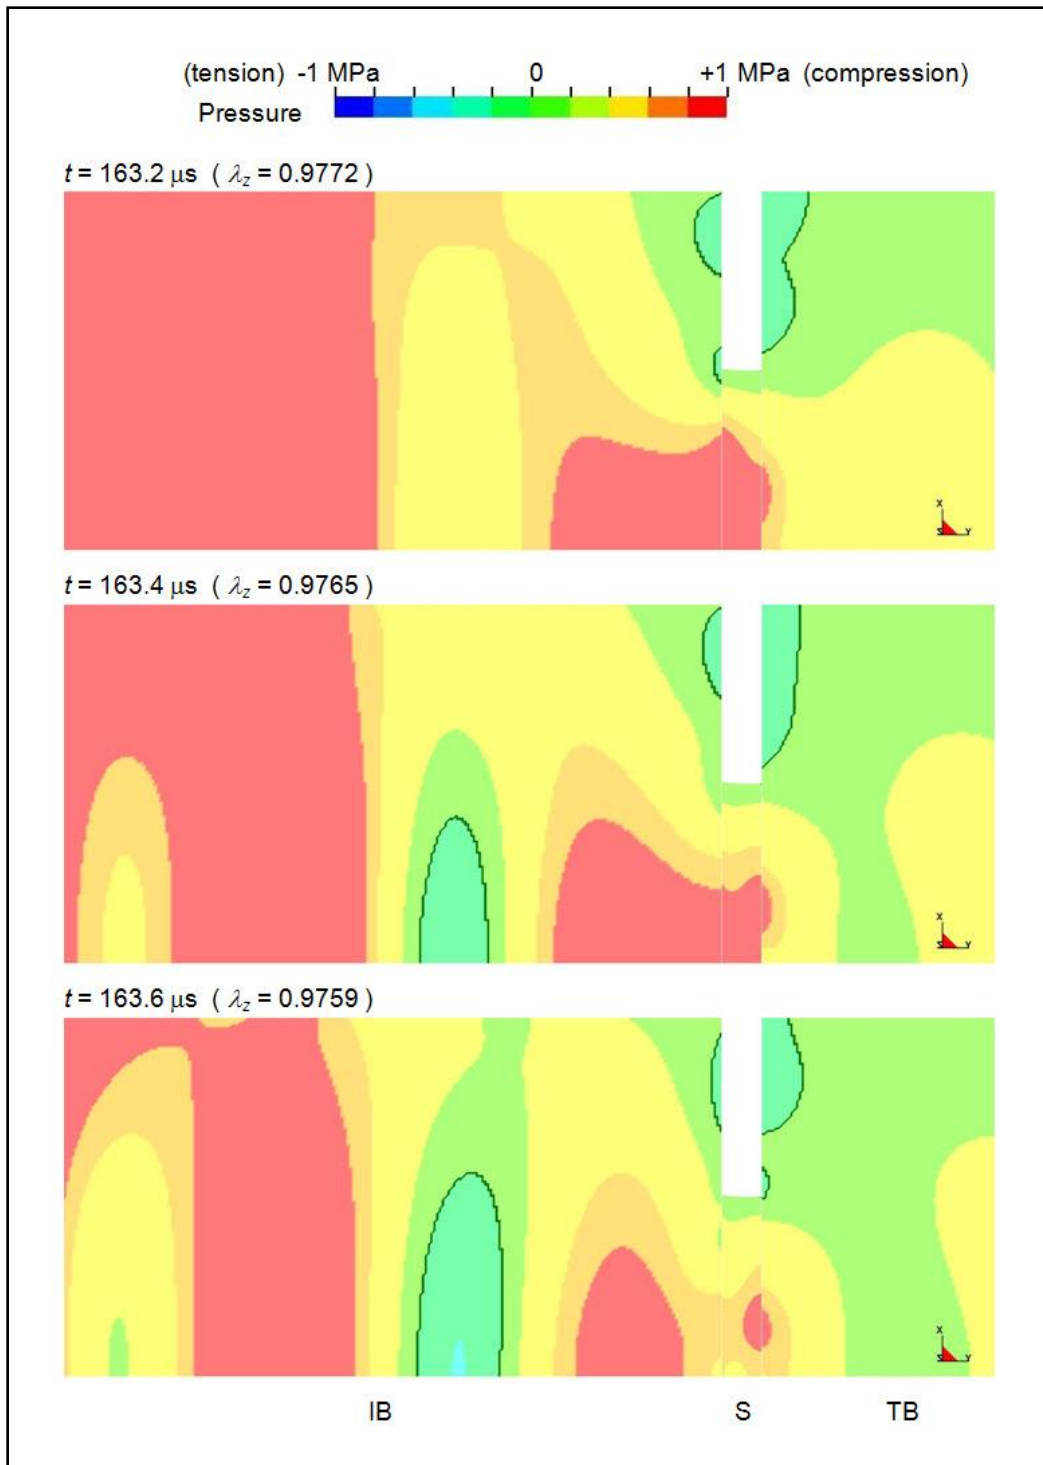 (tension) -1 MPa 0 +1 MPa (compression)
Pressure
t = 163.2 μs ( λz = 0.9772 )
X
Z Y
t = 163.4 μs ( λz = 0.9765 )
X
Z Y
t = 163.6 μs ( λz = 0.9759 )
X
Z Y
IB S TB